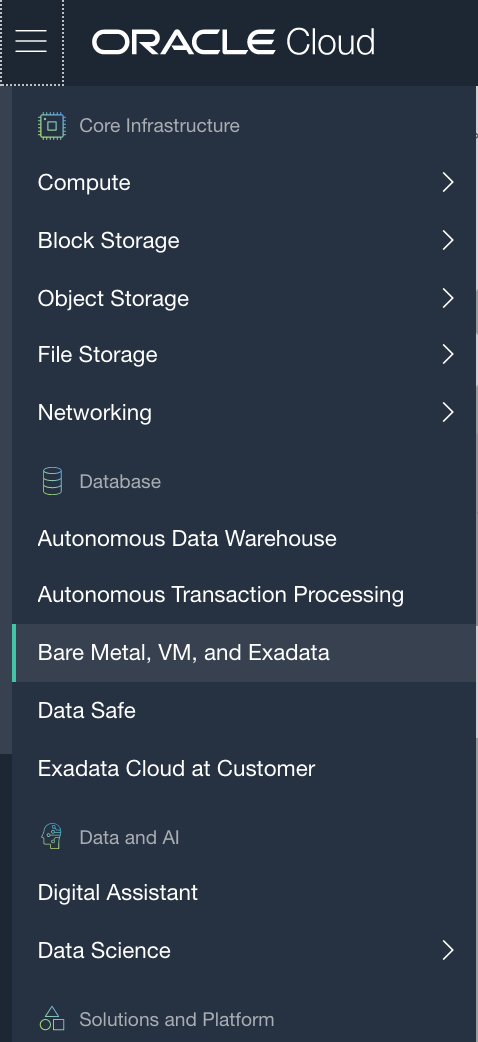 ORACLE Cloud
Core Infrastructure
Compute
Block Storage
Object Storage
File Storage
Networking
Database
Autonomous Data Warehouse
Autonomous Transaction Processing
Bare Metal, VM, and Exadata
Data Safe
Exadata Cloud at Customer
Data and AI
Digital Assistant
Data Science
Solutions and Platform